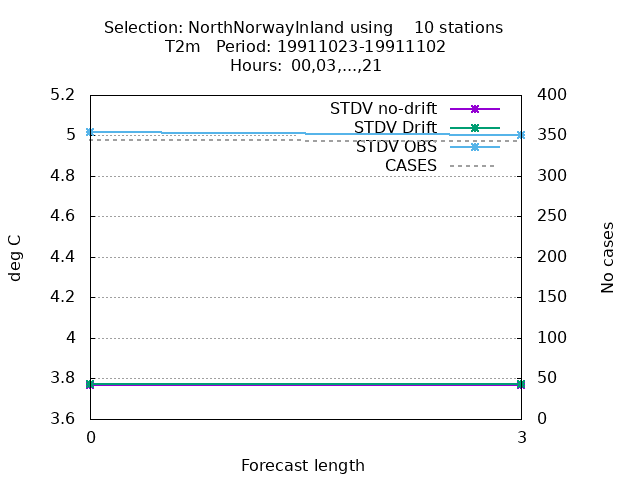 Selection: NorthNorwayInland using    10 stations
T2m   Period: 19911023-19911102
Hours:  00,03,...,21
5.2
5
4.8
4.6
4.4
4.2
4
3.8
3.6
400
350
300
250
200
150
100
50
0
STDV no-drift
STDV Drift
STDV OBS
CASES
deg C
No cases
0
3
Forecast length